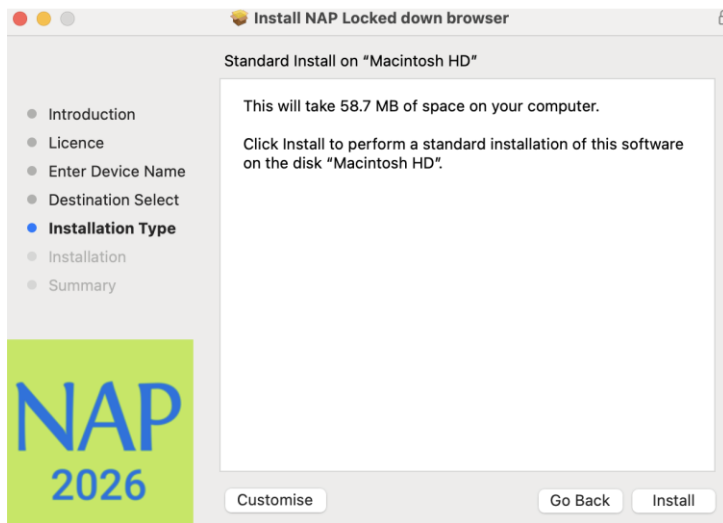 Install NAP Locked down browser
Standard Install on “Macintosh HD”
Introduction
Licence
Enter Device Name
Destination Select
Installation Type
Installation
Summary
This will take 58.7 MB of space on your computer.
Click Install to perform a standard installation of this software
on the disk “Macintosh HD”.
NAP
2026
Customise
Go Back
Install